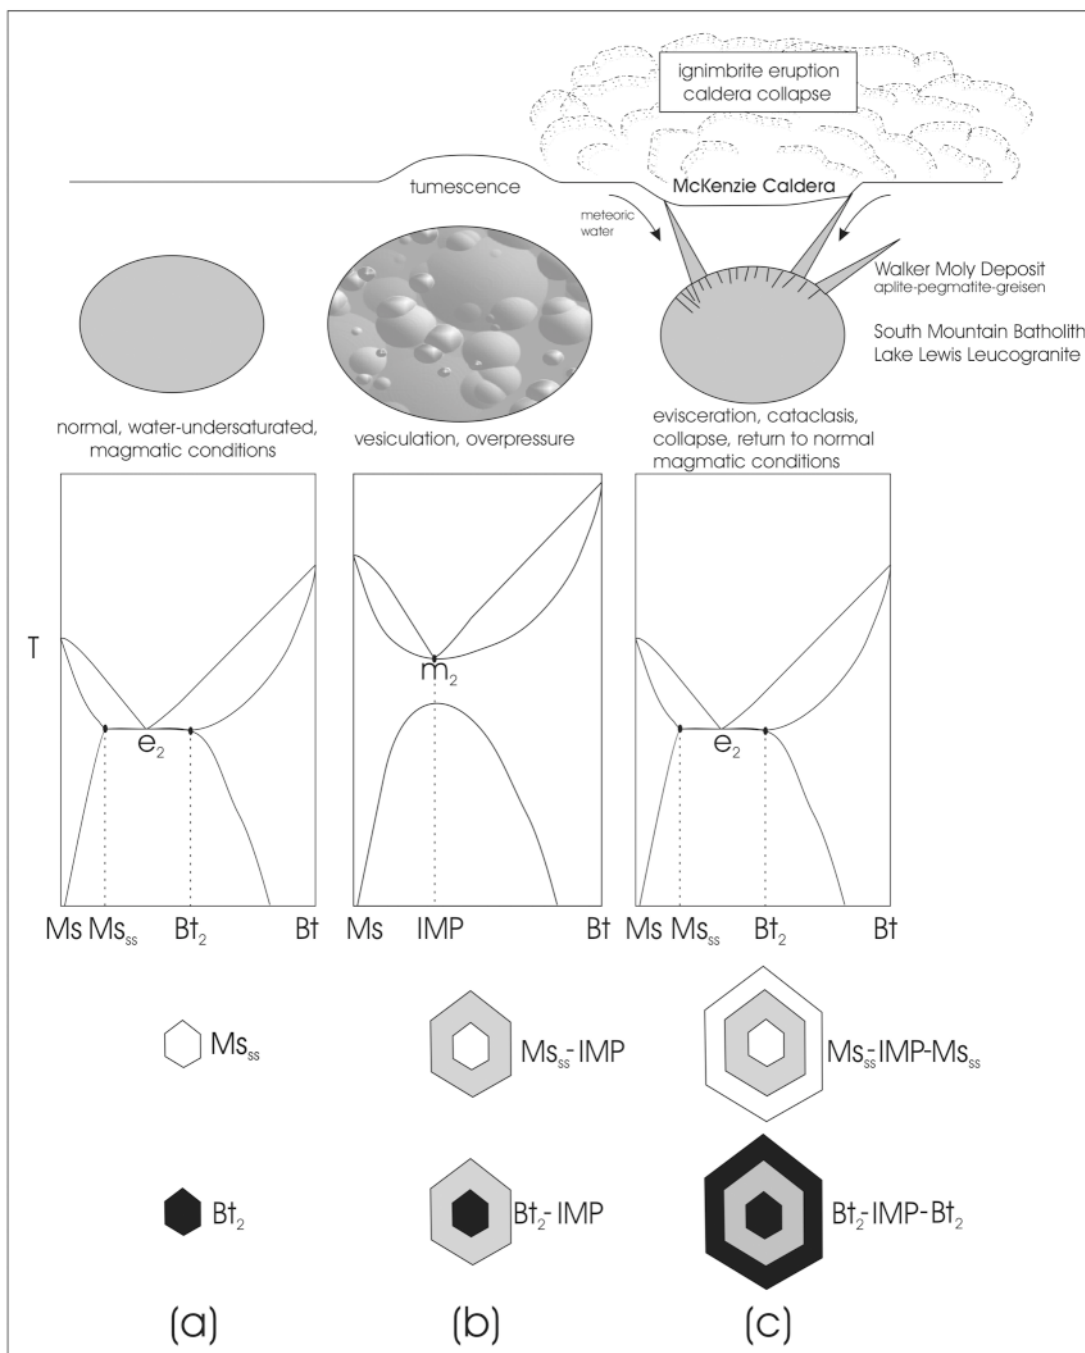 ignimbrite eruption
caldera collapse
tumescence
McKenzie Caldera
meteoric
water
Walker Moly Deposit
aplite-pegmatite-greisen
South Mountain Batholith
Lake Lewis Leucogranite
normal, water-undersaturated,
magmatic conditions
vesiculation, overpressure
evisceration, cataclasis,
collapse, return to normal
magmatic conditions
T
e₂
m₂
e₂
Ms Msss Bt₂ Bt
Ms IMP Bt
Ms Msss Bt₂ Bt
Msss
Msss-IMP
Msss-IMP-Msss
Bt₂
Bt₂-IMP
Bt₂-IMP-Bt₂
(a)
(b)
(c)